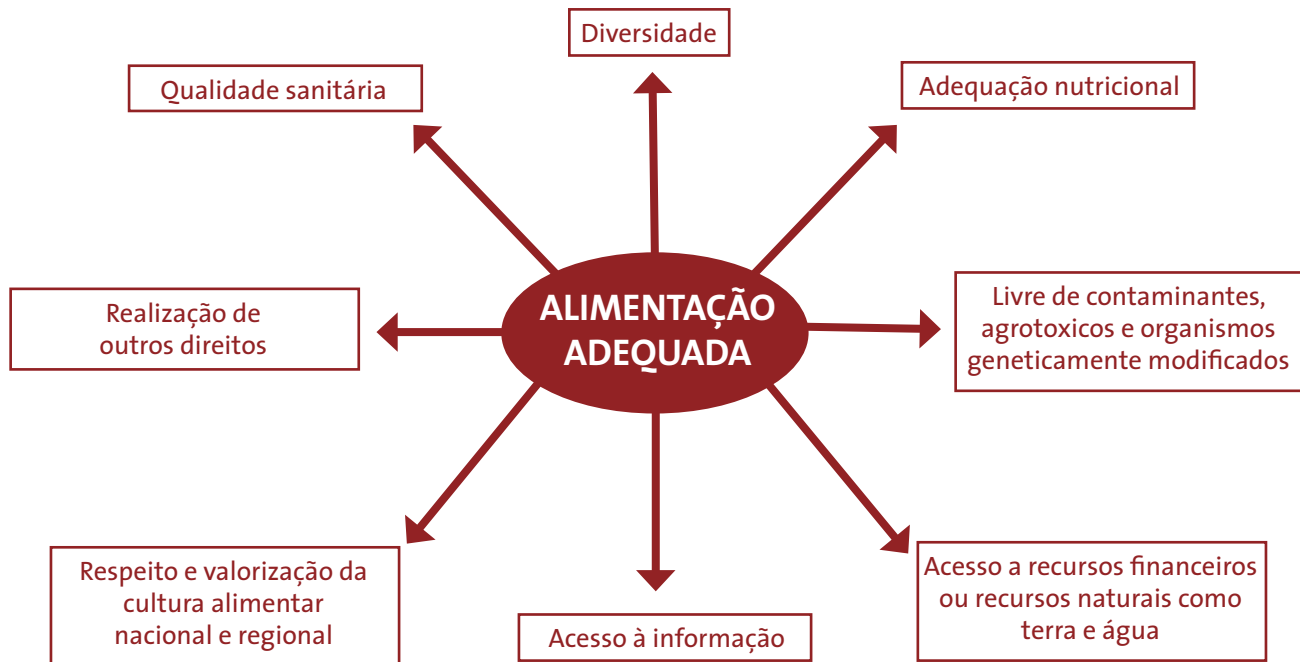 Diversidade
Qualidade sanitária
Adequação nutricional
ALIMENTAÇÃO
ADEQUADA
Realização de
outros direitos
Livre de contaminantes,
agrotoxicos e organismos
geneticamente modificados
Respeito e valorização da
cultura alimentar
nacional e regional
Acesso à informação
Acesso a recursos financeiros
ou recursos naturais como
terra e água